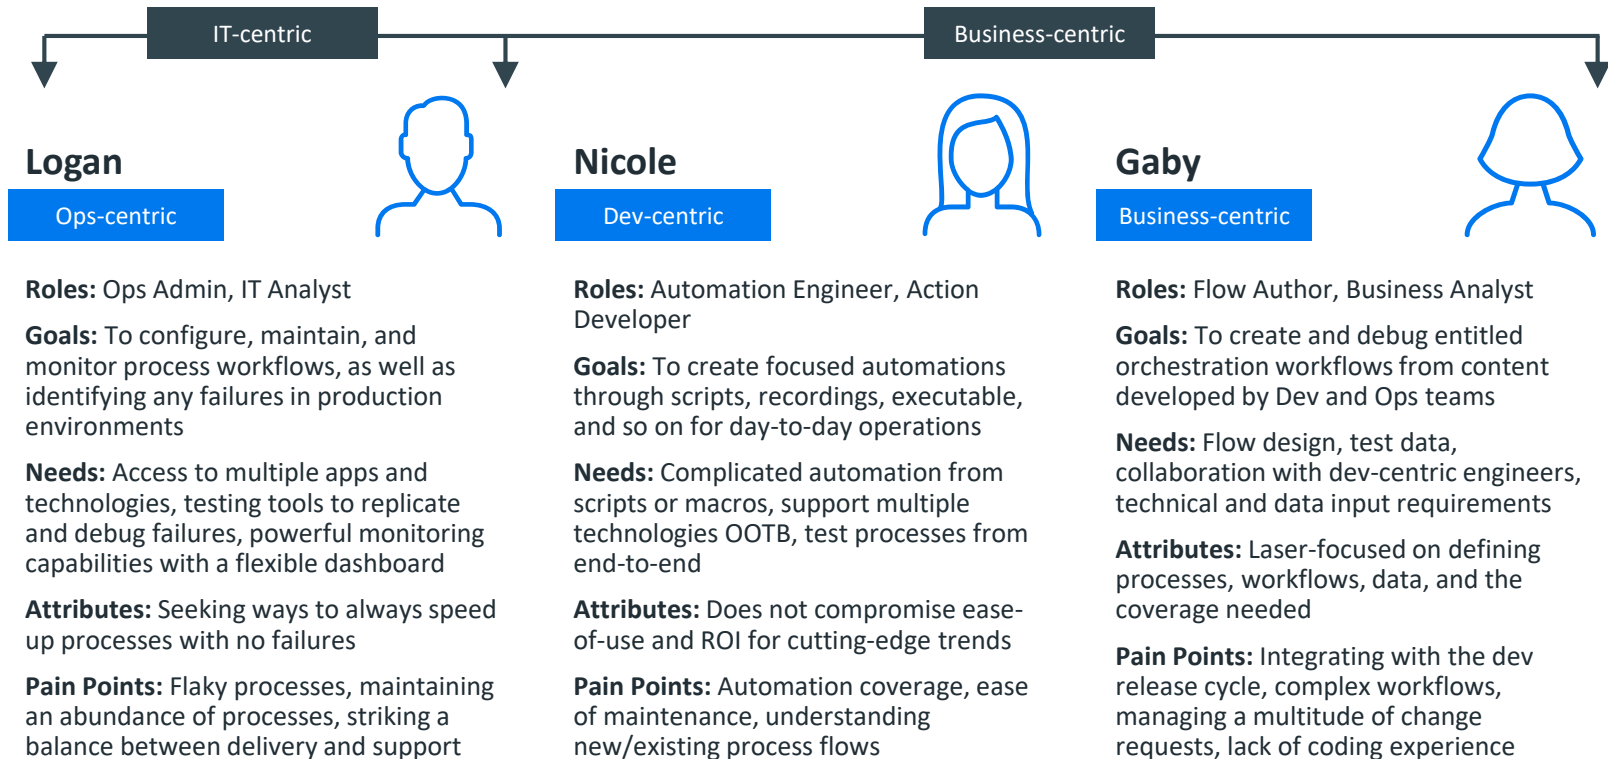 IT-centric
Business-centric
Logan
Ops-centric
Roles: Ops Admin, IT Analyst
Goals: To configure, maintain, and
monitor process workflows, as well as
identifying any failures in production
environments
Needs: Access to multiple apps and
technologies, testing tools to replicate
and debug failures, powerful monitoring
capabilities with a flexible dashboard
Attributes: Seeking ways to always speed
up processes with no failures
Pain Points: Flaky processes, maintaining
an abundance of processes, striking a
balance between delivery and support
Nicole
Dev-centric
Roles: Automation Engineer, Action
Developer
Goals: To create focused automations
through scripts, recordings, executable,
and so on for day-to-day operations
Needs: Complicated automation from
scripts or macros, support multiple
technologies OOTB, test processes from
end-to-end
Attributes: Does not compromise ease-
of-use and ROI for cutting-edge trends
Pain Points: Automation coverage, ease
of maintenance, understanding
new/existing process flows
Gaby
Business-centric
Roles: Flow Author, Business Analyst
Goals: To create and debug entitled
orchestration workflows from content
developed by Dev and Ops teams
Needs: Flow design, test data,
collaboration with dev-centric engineers,
technical and data input requirements
Attributes: Laser-focused on defining
processes, workflows, data, and the
coverage needed
Pain Points: Integrating with the dev
release cycle, complex workflows,
managing a multitude of change
requests, lack of coding experience